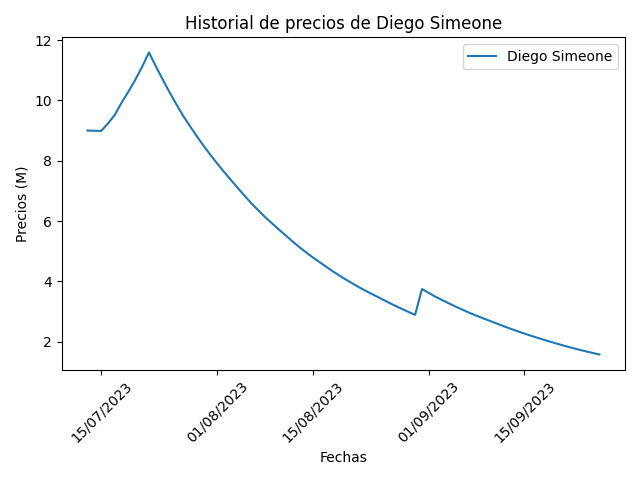 Historial de precios de Diego Simeone
Diego Simeone
Precios (M)
12
10
8
6
4
2
15/07/2023
01/08/2023
15/08/2023
01/09/2023
15/09/2023
Fechas